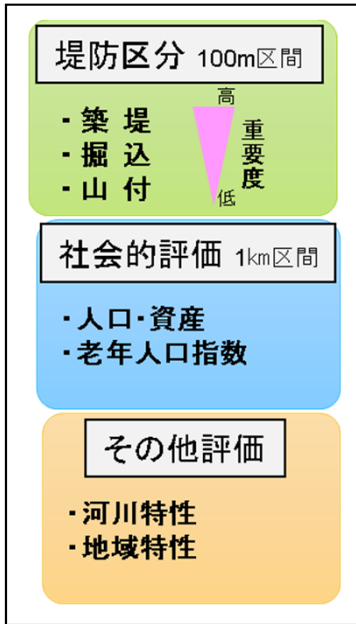 堤防区分 100m区間
・築 堤
・掘 込
・山 付
高
重要度
低
社会的評価 1km区間
・人口・資産
・老年人口指数
その他評価
・河川特性
・地域特性